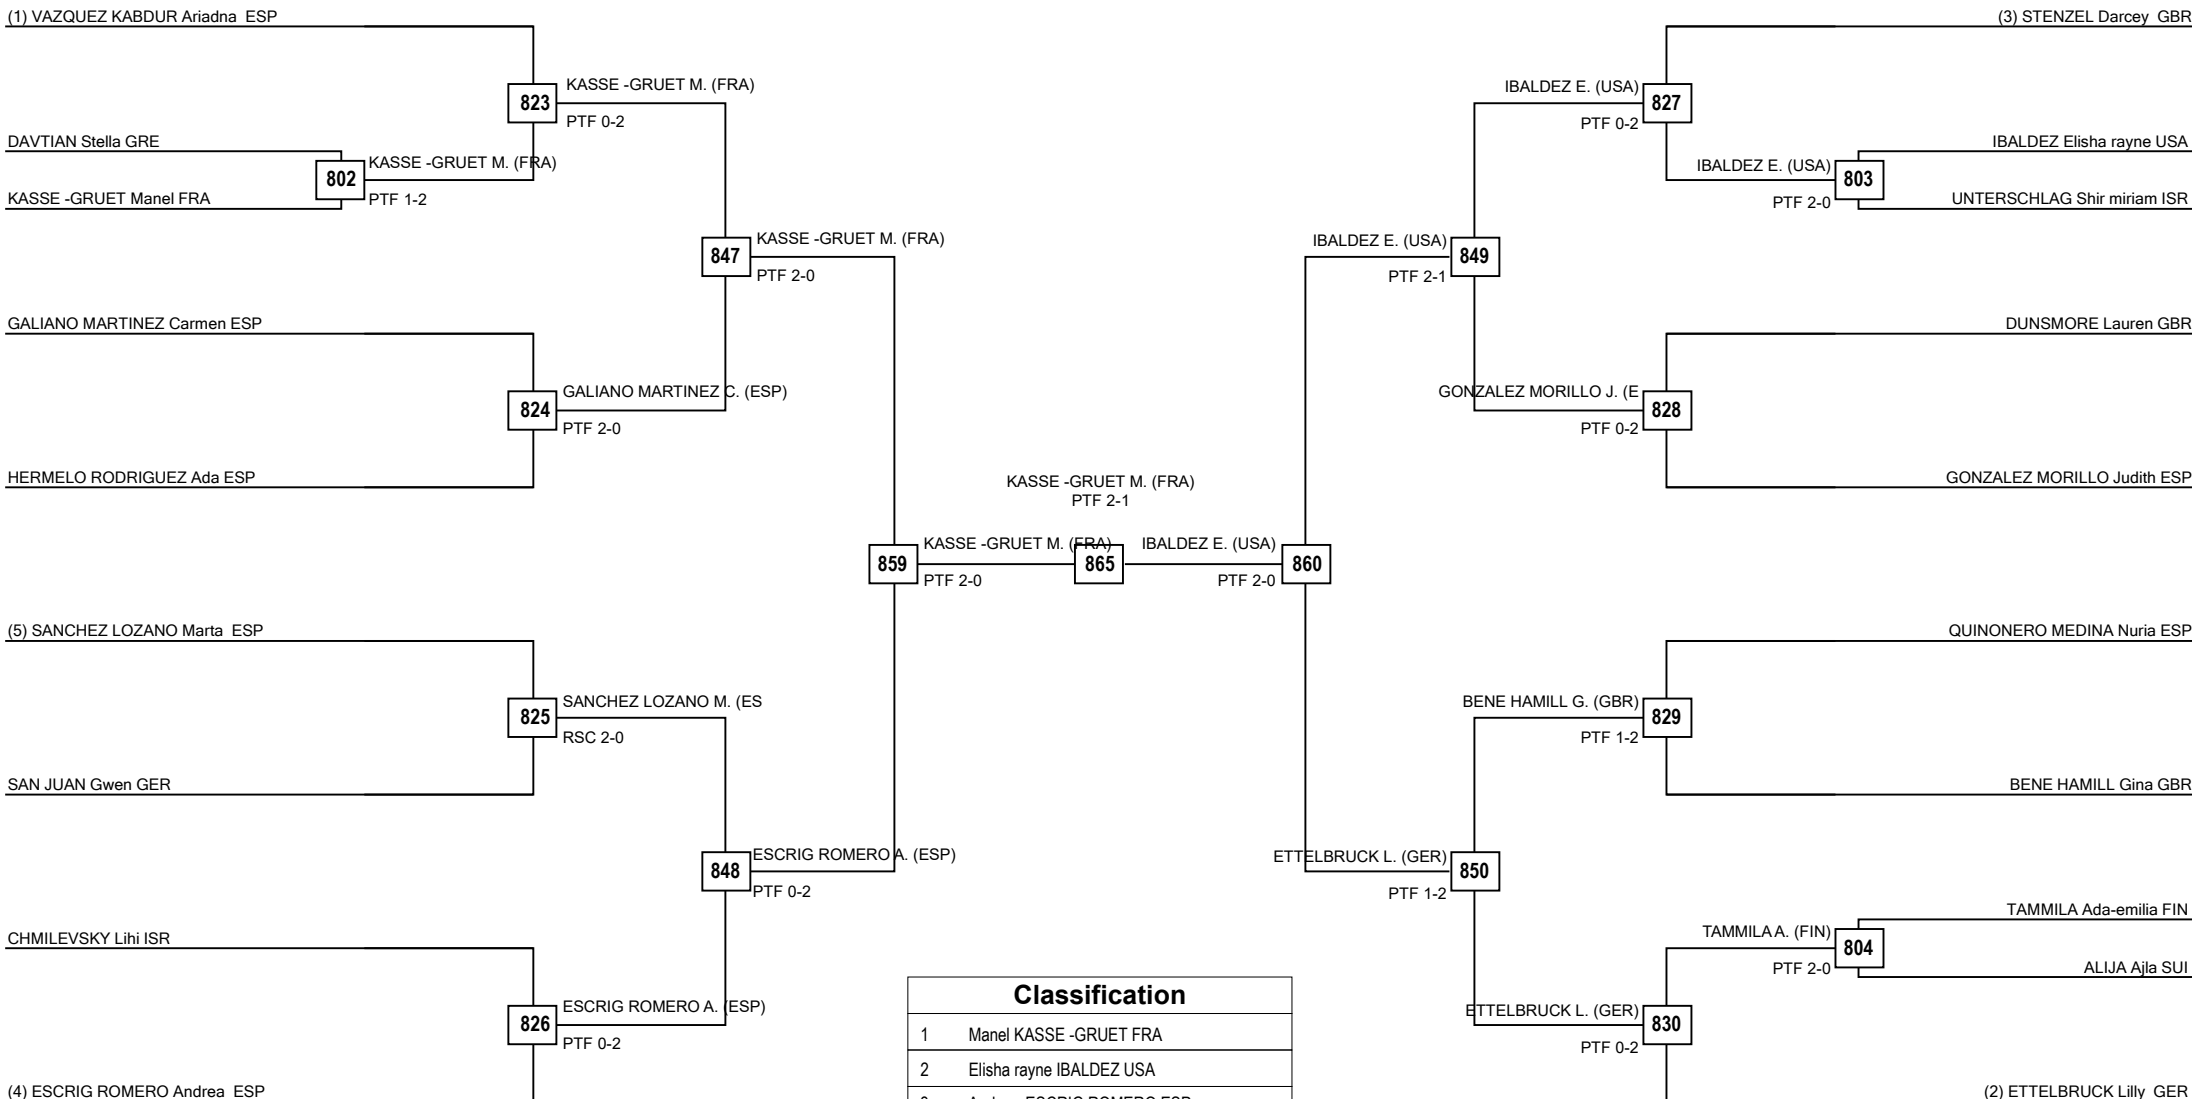 (1) VAZQUEZ KABDUR Ariadna  ESP
KASSE -GRUET M. (FRA)
823
PTF 0-2
DAVTIAN Stella GRE
KASSE -GRUET M. (FRA)
802
PTF 1-2
KASSE -GRUET Manel FRA
KASSE -GRUET M. (FRA)
847
PTF 2-0
GALIANO MARTINEZ Carmen ESP
GALIANO MARTINEZ C. (ESP)
824
PTF 2-0
HERMELO RODRIGUEZ Ada ESP
KASSE -GRUET M. (FRA)
PTF 2-1
KASSE -GRUET M. (FRA)
859
PTF 2-0
865
IBALDEZ E. (USA)
860
PTF 2-0
(5) SANCHEZ LOZANO Marta  ESP
SANCHEZ LOZANO M. (ES
825
RSC 2-0
SAN JUAN Gwen GER
ESCRIG ROMERO A. (ESP)
848
PTF 0-2
CHMILEVSKY Lihi ISR
ESCRIG ROMERO A. (ESP)
826
PTF 0-2
(4) ESCRIG ROMERO Andrea  ESP
(3) STENZEL Darcey  GBR
IBALDEZ E. (USA)
827
PTF 0-2
IBALDEZ Elisha rayne USA
IBALDEZ E. (USA)
803
PTF 2-0
UNTERSCHLAG Shir miriam ISR
IBALDEZ E. (USA)
849
PTF 2-1
DUNSMORE Lauren GBR
GONZALEZ MORILLO J. (E
828
PTF 0-2
GONZALEZ MORILLO Judith ESP
QUINONERO MEDINA Nuria ESP
BENE HAMILL G. (GBR)
829
PTF 1-2
BENE HAMILL Gina GBR
ETTELBRUCK L. (GER)
850
PTF 1-2
TAMMILA Ada-emilia FIN
TAMMILA A. (FIN)
804
PTF 2-0
ALIJA Ajla SUI
ETTELBRUCK L. (GER)
830
PTF 0-2
(2) ETTELBRUCK Lilly  GER
Classification
1 Manel KASSE -GRUET FRA
2 Elisha rayne IBALDEZ USA
3 Andrea ESCRIG ROMERO ESP